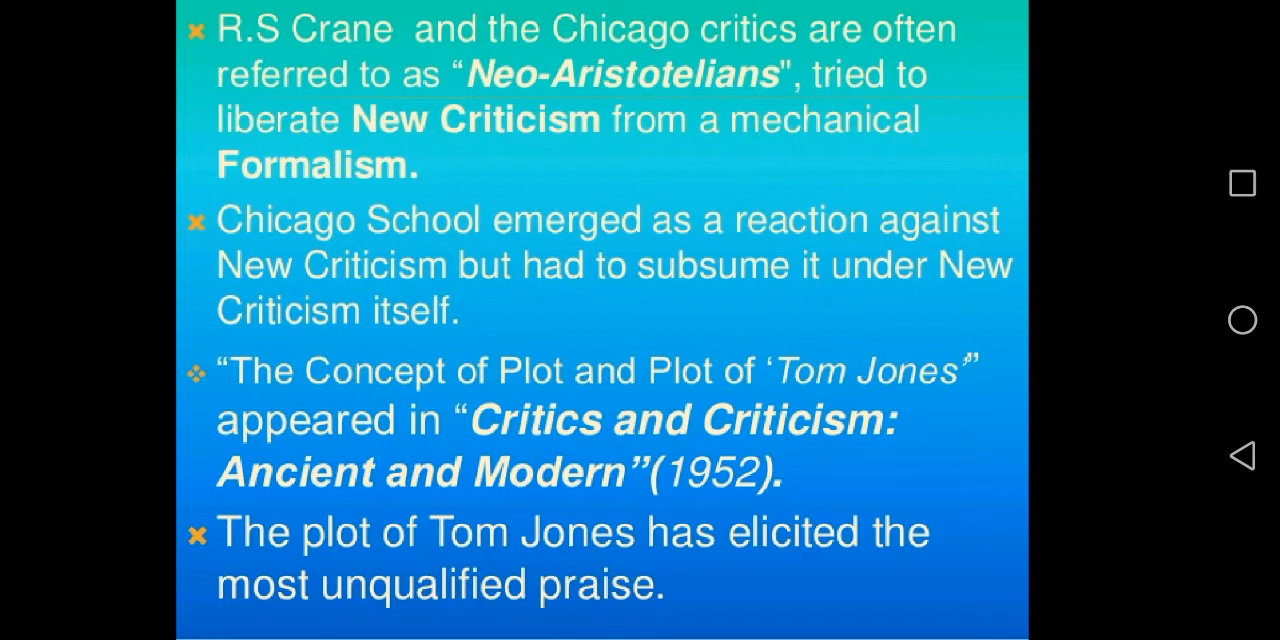 R.S Crane and the Chicago critics are often
referred to as “Neo-Aristotelians", tried to
liberate New Criticism from a mechanical
Formalism.
Chicago School emerged as a reaction against
New Criticism but had to subsume it under New
Criticism itself.
“The Concept of Plot and Plot of ‘Tom Jones’”
appeared in “Critics and Criticism:
Ancient and Modern”(1952).
The plot of Tom Jones has elicited the
most unqualified praise.